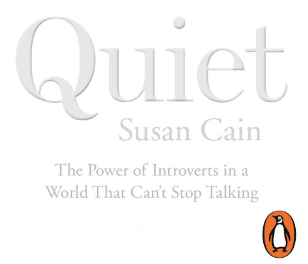 Quiet
Susan Cain
The Power of Introverts in a
World That Can't Stop Talking